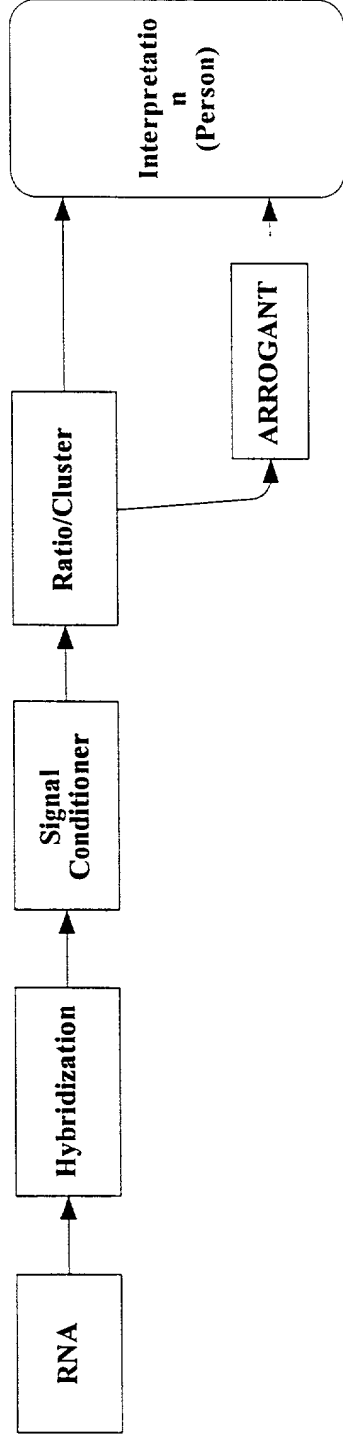 RNA
Hybridization
Signal
Conditioner
Ratio/Cluster
ARROGANT
Interpretatio
n
(Person)